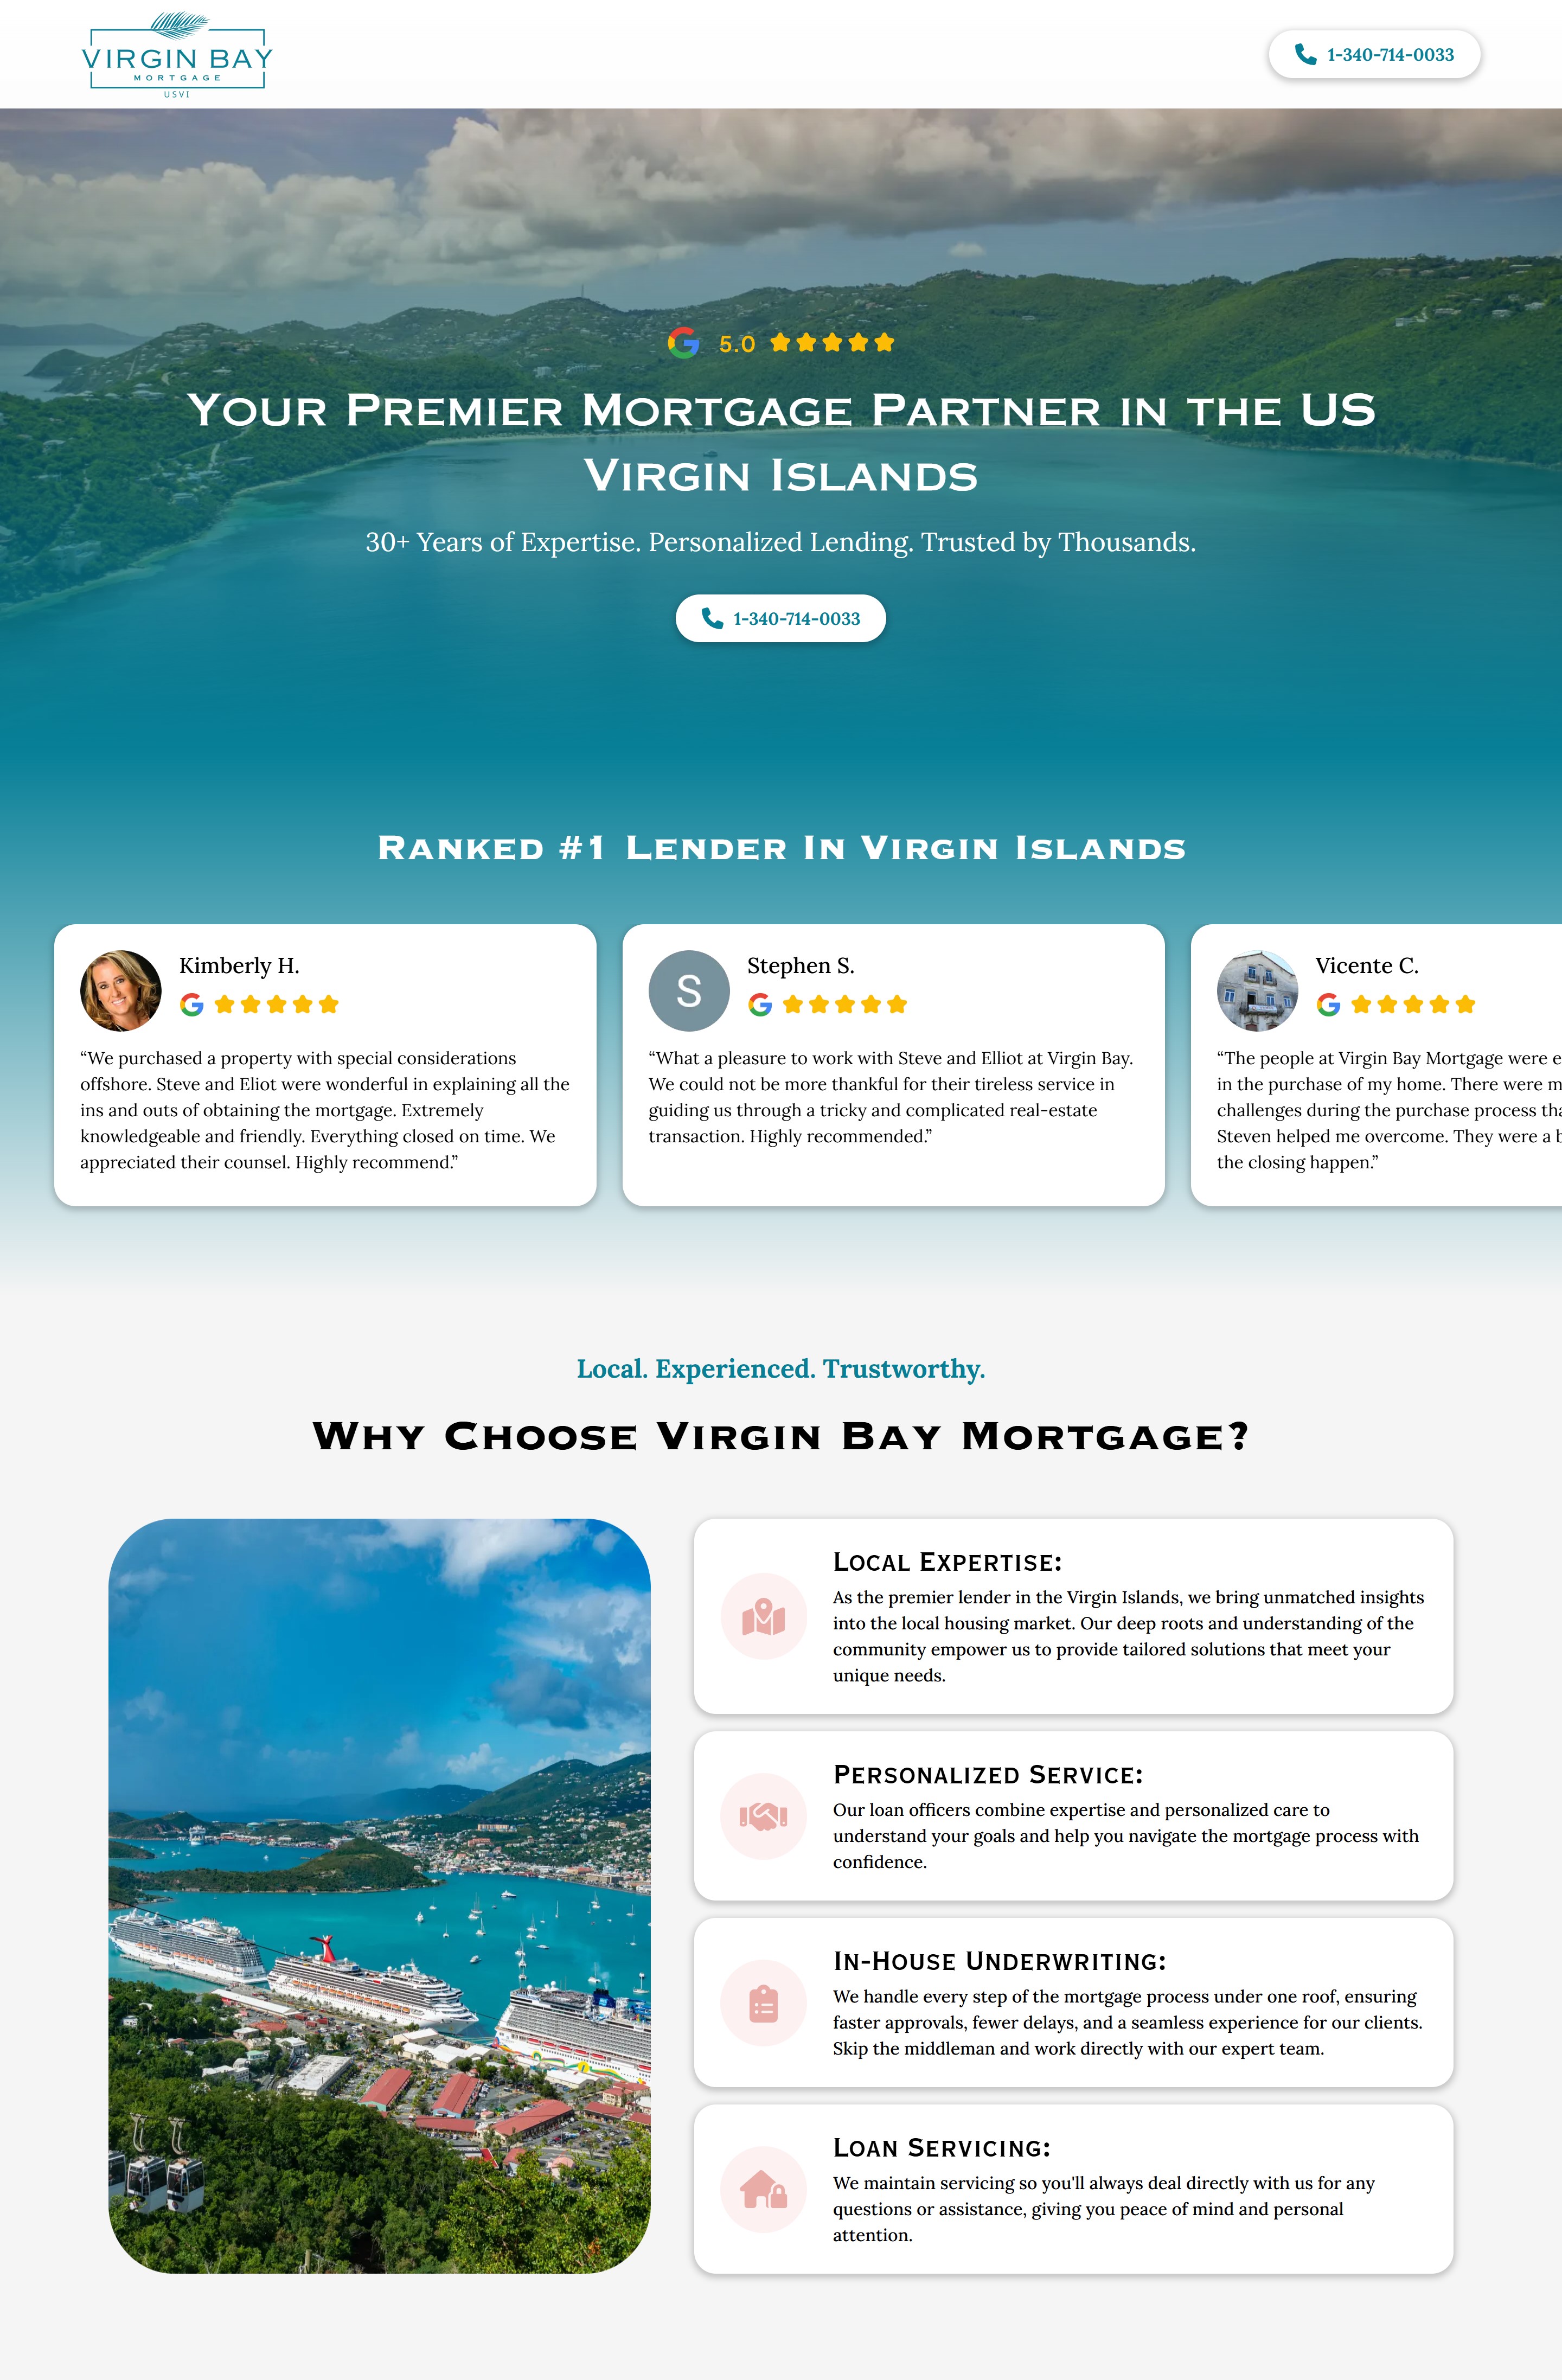 VIRGIN BAY
MORTGAGE
USVI
1-340-714-0033
5.0
Your Premier Mortgage Partner in the US
Virgin Islands
30+ Years of Expertise. Personalized Lending. Trusted by Thousands.
1-340-714-0033
Ranked #1 Lender In Virgin Islands
Kimberly H.
“We purchased a property with special considerations
offshore. Steve and Eliot were wonderful in explaining all the
ins and outs of obtaining the mortgage. Extremely
knowledgeable and friendly. Everything closed on time. We
appreciated their counsel. Highly recommend.”
S
Stephen S.
“What a pleasure to work with Steve and Elliot at Virgin Bay.
We could not be more thankful for their tireless service in
guiding us through a tricky and complicated real-estate
transaction. Highly recommended.”
Vicente C.
“The people at Virgin Bay Mortgage were
in the purchase of my home. There were
challenges during the purchase process
Steven helped me overcome. They were a
the closing happen.”
Local. Experienced. Trustworthy.
Why Choose Virgin Bay Mortgage?
Local Expertise:
As the premier lender in the Virgin Islands, we bring unmatched insights
into the local housing market. Our deep roots and understanding of the
community empower us to provide tailored solutions that meet your
unique needs.
Personalized Service:
Our loan officers combine expertise and personalized care to
understand your goals and help you navigate the mortgage process with
confidence.
In-House Underwriting:
We handle every step of the mortgage process under one roof, ensuring
faster approvals, fewer delays, and a seamless experience for our clients.
Skip the middleman and work directly with our expert team.
Loan Servicing:
We maintain servicing so you'll always deal directly with us for any
questions or assistance, giving you peace of mind and personal
attention.